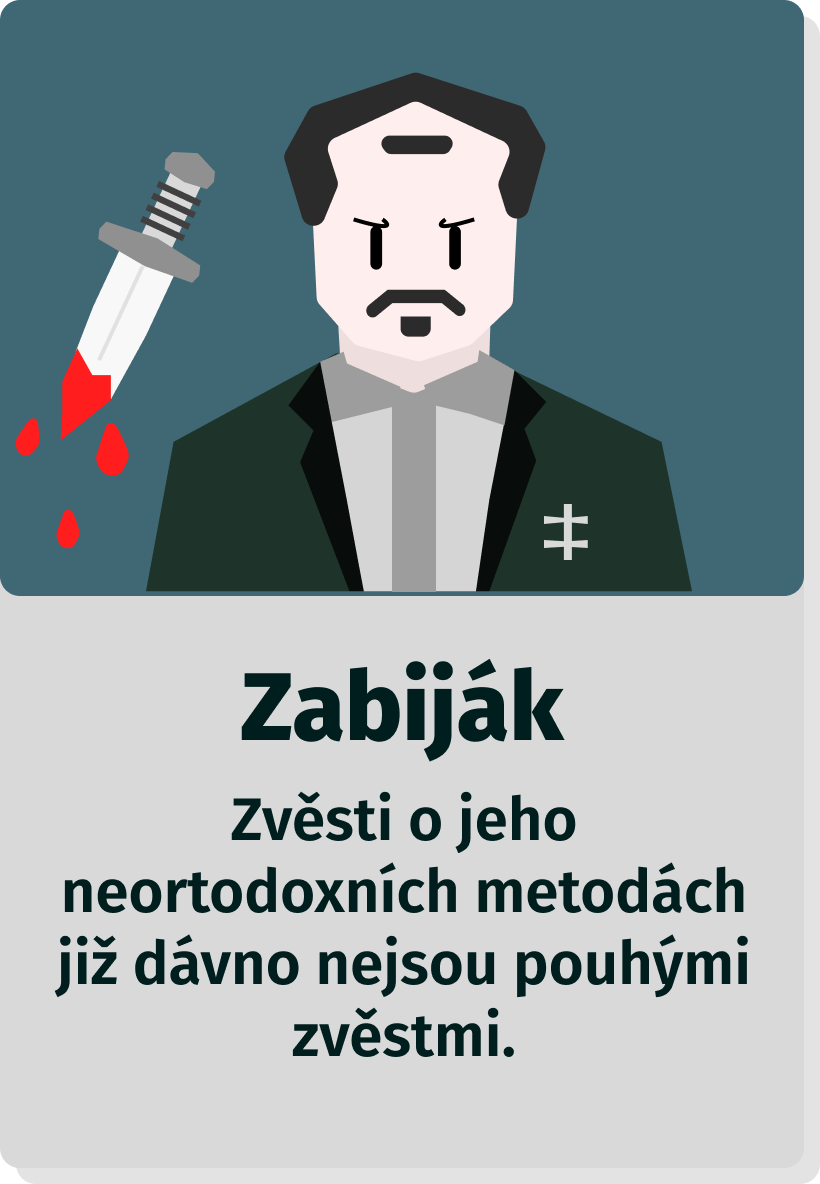 Zabiják
Zvěsti o jeho
neortodoxních metodách
již dávno nejsou pouhými
zvěstmi.